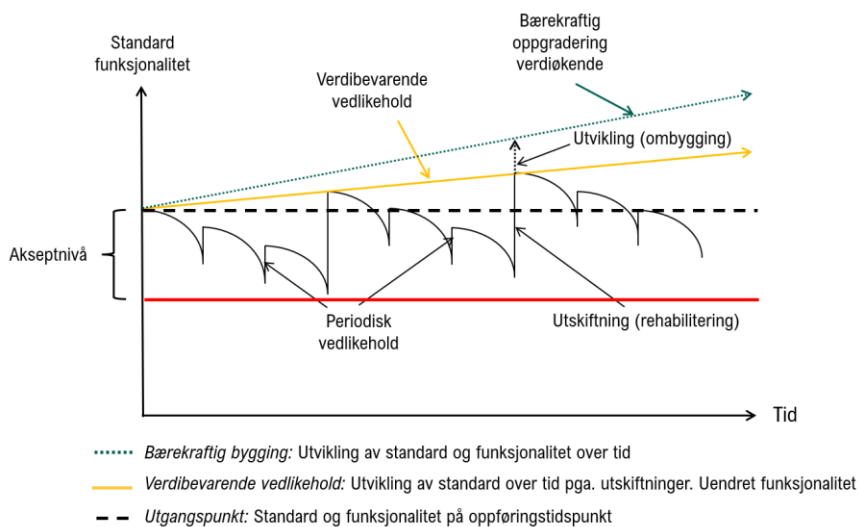 Bærekraftig
oppgradering
verdiøkende
Standard
funksjonalitet
Verdibevarende
vedlikehold
Utvikling (ombygging)
Akseptnivå
Periodisk
vedlikehold
Utskiftning (rehabilitering)
Tid
Bærekraftig bygging: Utvikling av standard og funksjonalitet over tid
Verdibevarende vedlikehold: Utvikling av standard over tid pga. utskiftninger. Uendret funksjonalitet
Utgangspunkt: Standard og funksjonalitet på oppføringstidspunkt